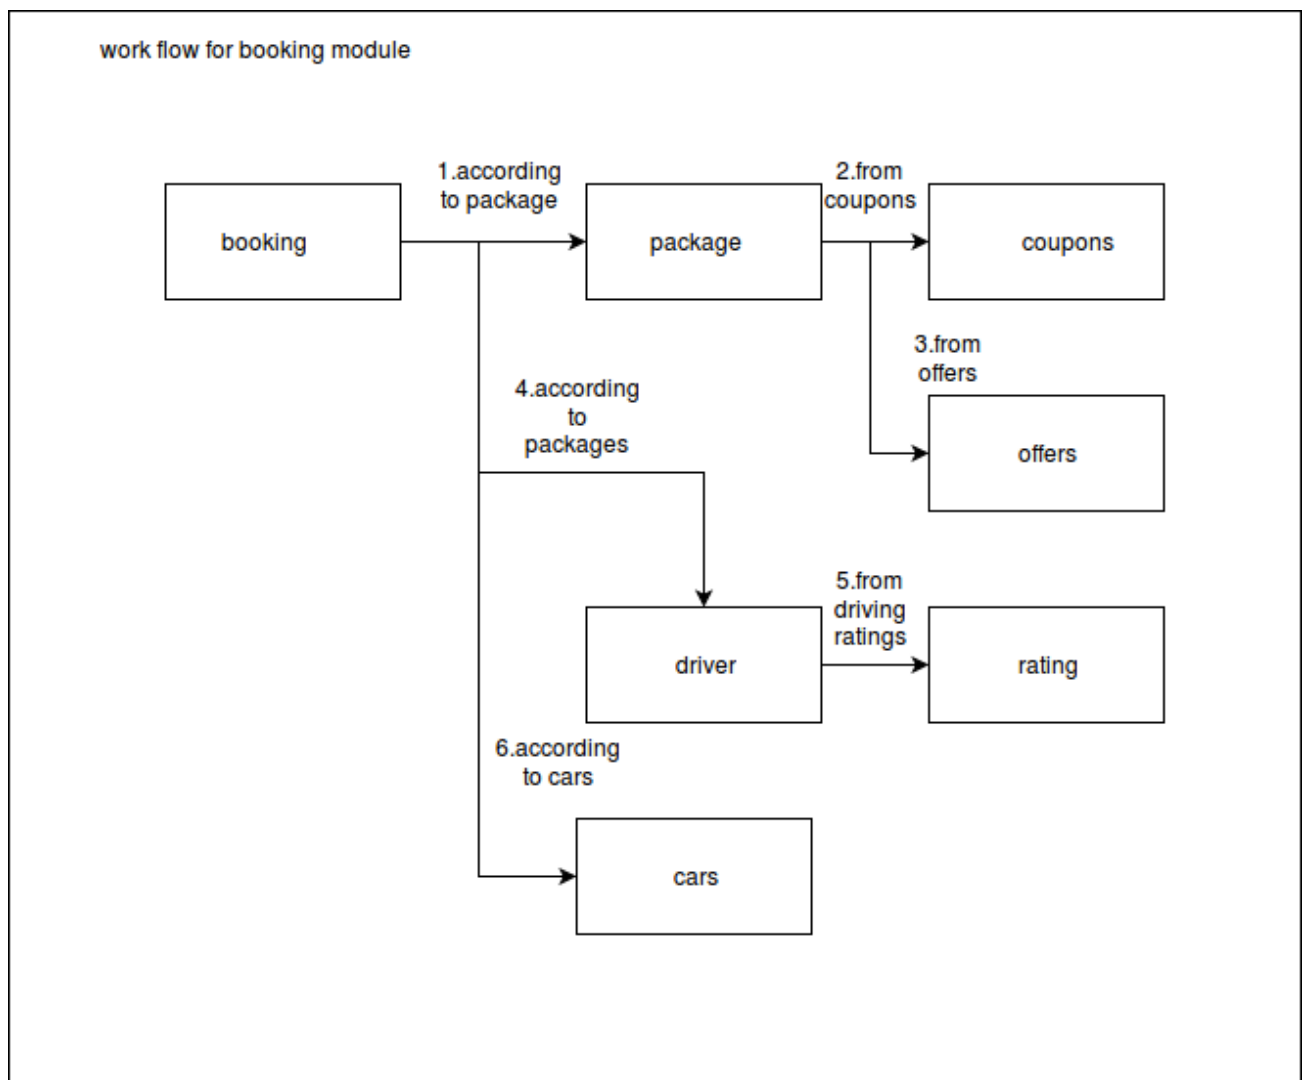 work flow for booking module
1.according
to package
2.from
coupons
booking
package
coupons
3.from
offers
4.according
to
packages
offers
5.from
driving
ratings
driver
rating
6.according
to cars
cars